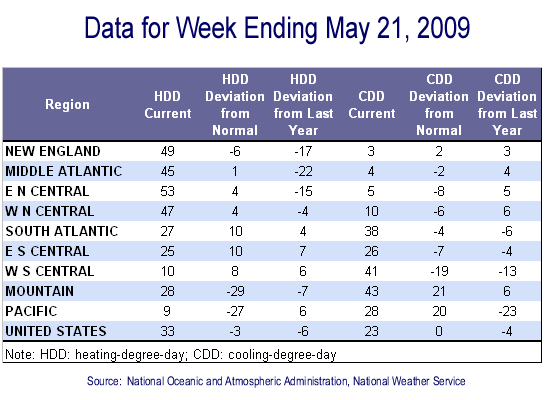 Data for Week Ending May 21, 2009
Region HDD Current HDD Deviation from Normal HDD Deviation from Last Year CDD Current CDD Deviation from Normal CDD Deviation from Last Year
NEW ENGLAND 49 -6 -17 3 2 3
MIDDLE ATLANTIC 45 1 -22 4 -2 4
E N CENTRAL 53 4 -15 5 -8 5
W N CENTRAL 47 4 -4 10 -6 6
SOUTH ATLANTIC 27 10 4 38 -4 -6
E S CENTRAL 25 10 7 26 -7 -4
W S CENTRAL 10 8 6 41 -19 -13
MOUNTAIN 28 -29 -7 43 21 6
PACIFIC 9 -27 6 28 20 -23
UNITED STATES 33 -3 -6 23 0 -4
Note: HDD: heating-degree-day; CDD: cooling-degree-day
Source: National Oceanic and Atmospheric Administration, National Weather Service